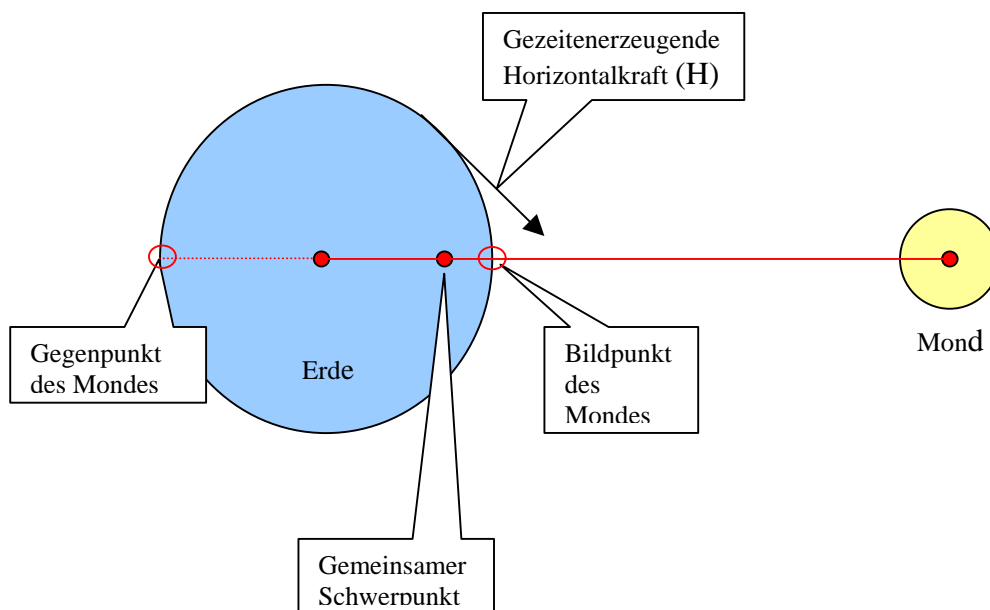 Gezeitenerzeugende
Horizontalkraft (H)
Mond
Gegenpunkt
des Mondes
Erde
Bildpunkt
des
Mondes
Gemeinsamer
Schwerpunkt